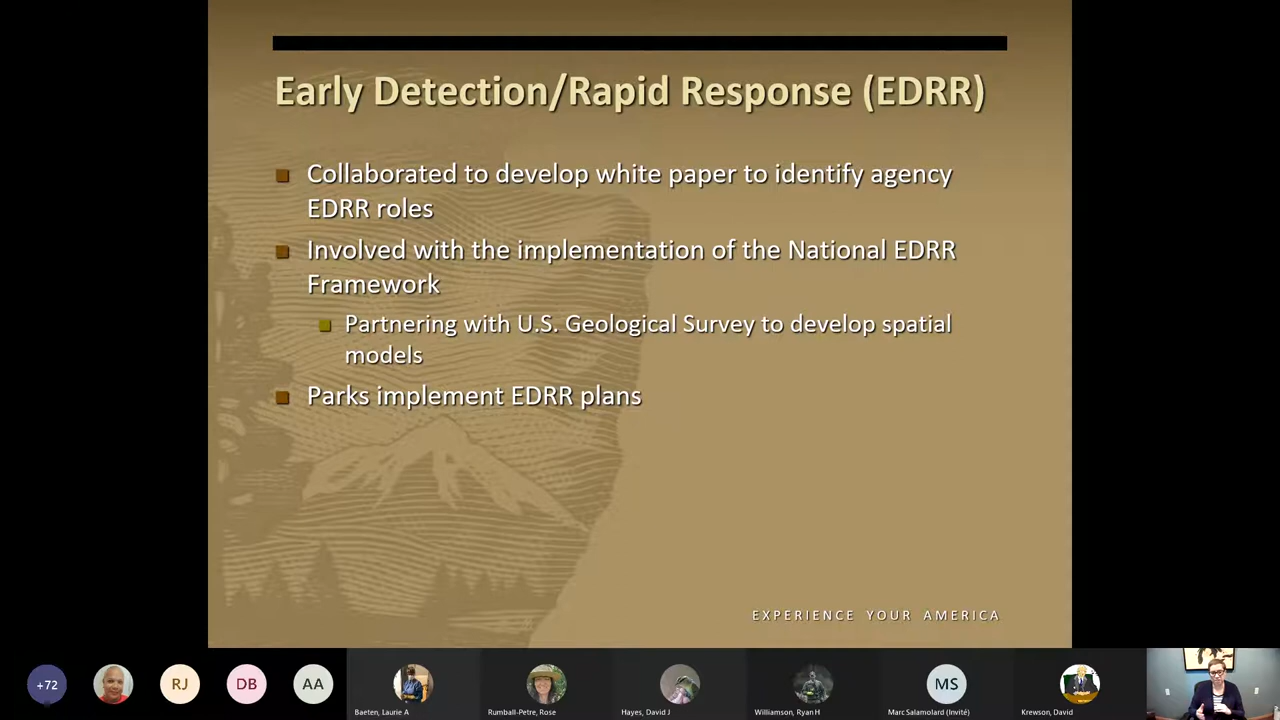 Early Detection/Rapid Response (EDRR)
Collaborated to develop white paper to identify agency
EDRR roles
Involved with the implementation of the National EDRR
Framework
Partnering with U.S. Geological Survey to develop spatial
models
Parks implement EDRR plans
EXPERIENCE YOUR AMERICA
+72
RJ
DB
AA
MS
Baeten, Laurie A
Rumball-Petre, Rose
Hayes, David J
Williamson, Ryan H
Marc Salamolard (Invité)
Krewson, David